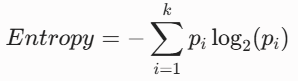 Entropy = − ∑_{i=1}^{k} p_i log_2(p_i)